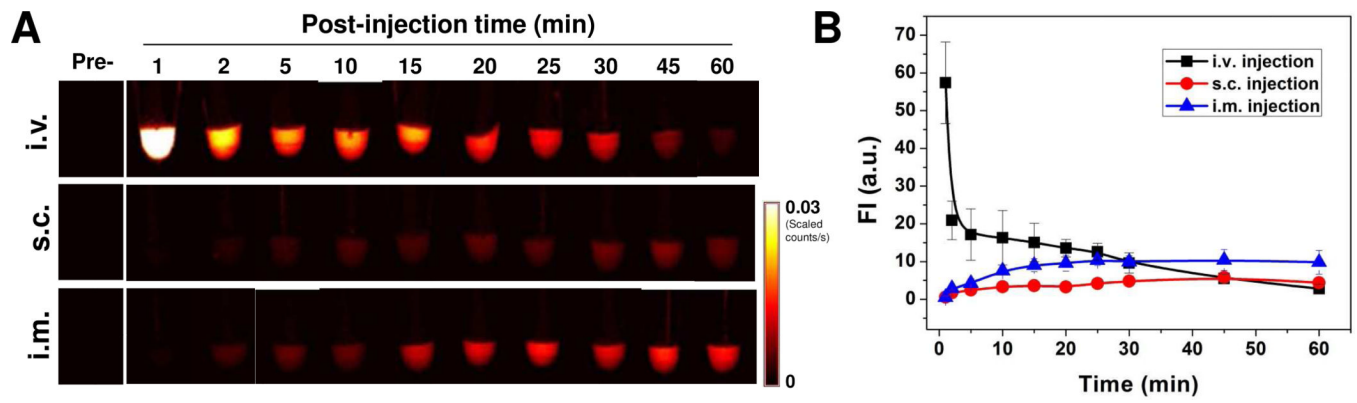 A
Post-injection time (min)
Pre- 1 2 5 10 15 20 25 30 45 60
i.v.
s.c.
i.m.
0.03
(Scaled
counts/s)
0
B
70
60
50
40
30
20
10
0
FI (a.u.)
i.v. injection
s.c. injection
i.m. injection
0 10 20 30 40 50 60
Time (min)